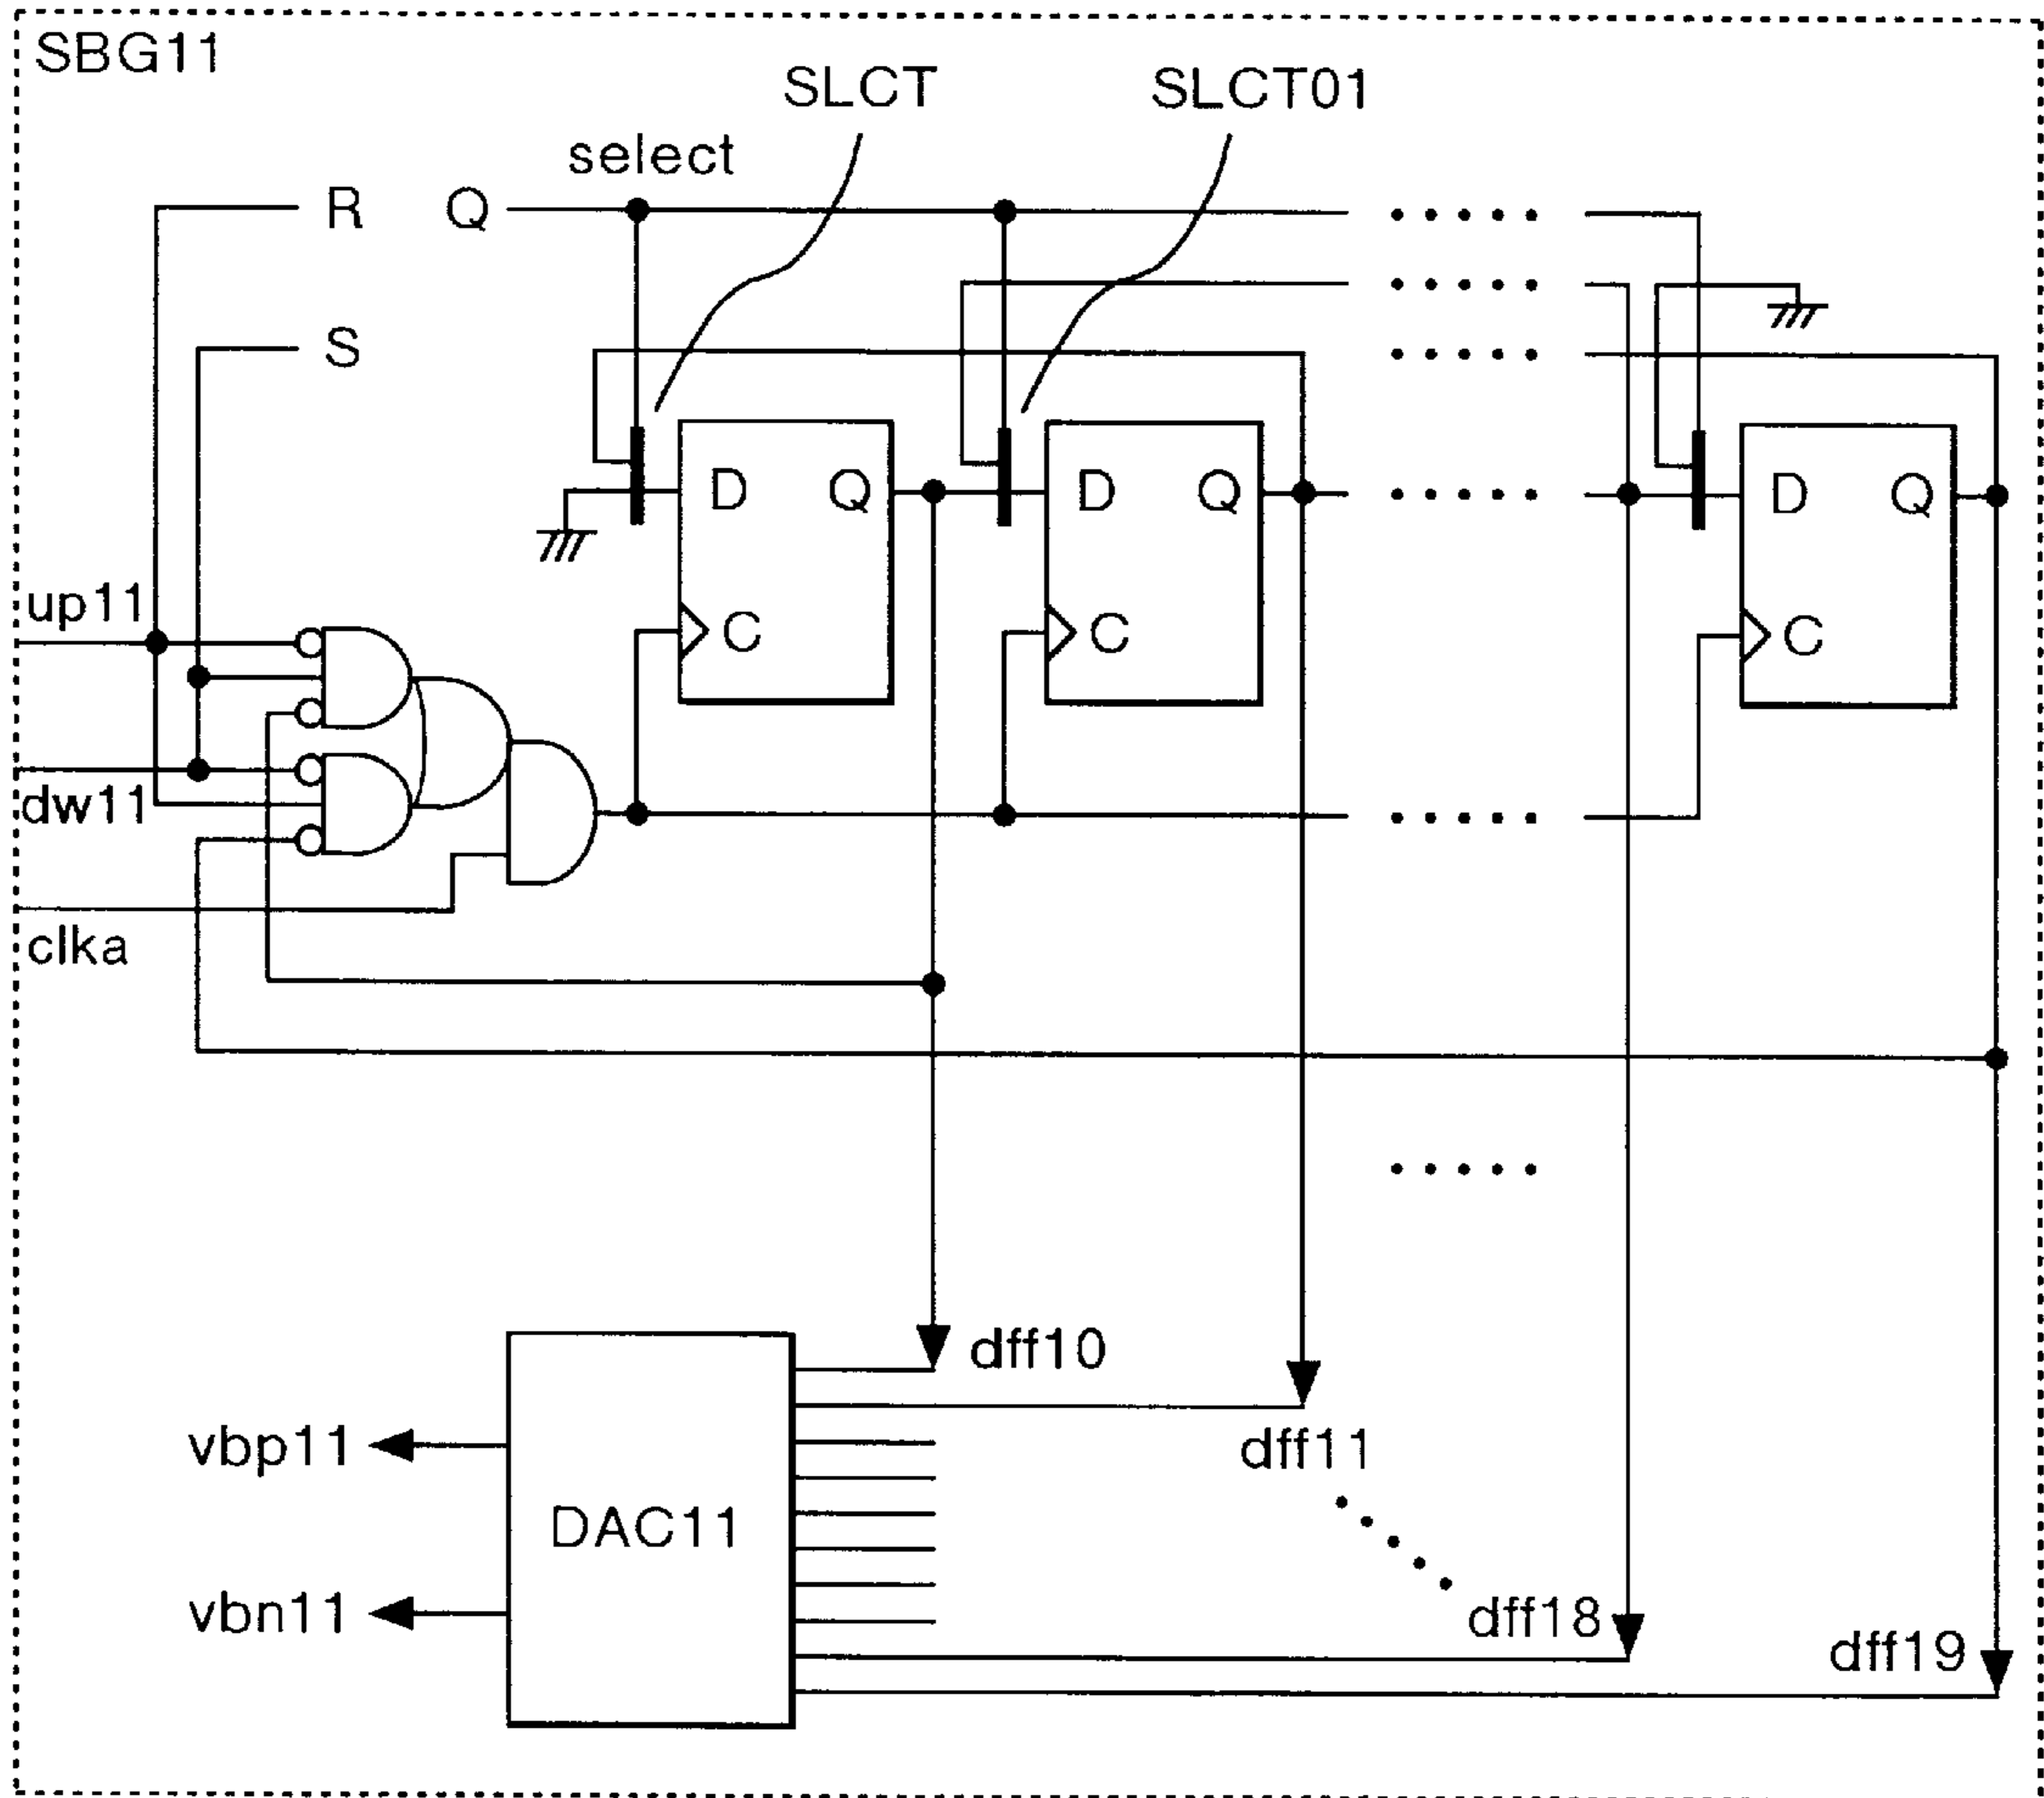 SBG11
SLCT
SLCT01
select
R
Q
S
D
Q
D
Q
D
Q
up11
C
C
C
dw11
clka
dff10
vbp11
dff11
DAC11
vbn11
dff18
dff19